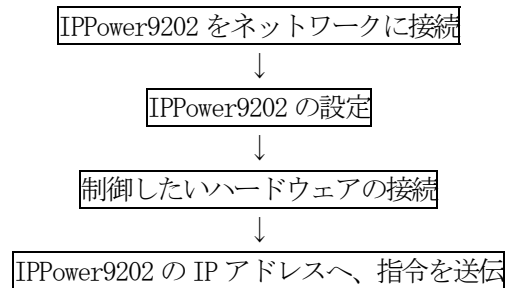 IPPower9202 をネットワークに接続
↓
IPPower9202 の設定
↓
制御したいハードウェアの接続
↓
IPPower9202 の IP アドレスへ、指令を送伝